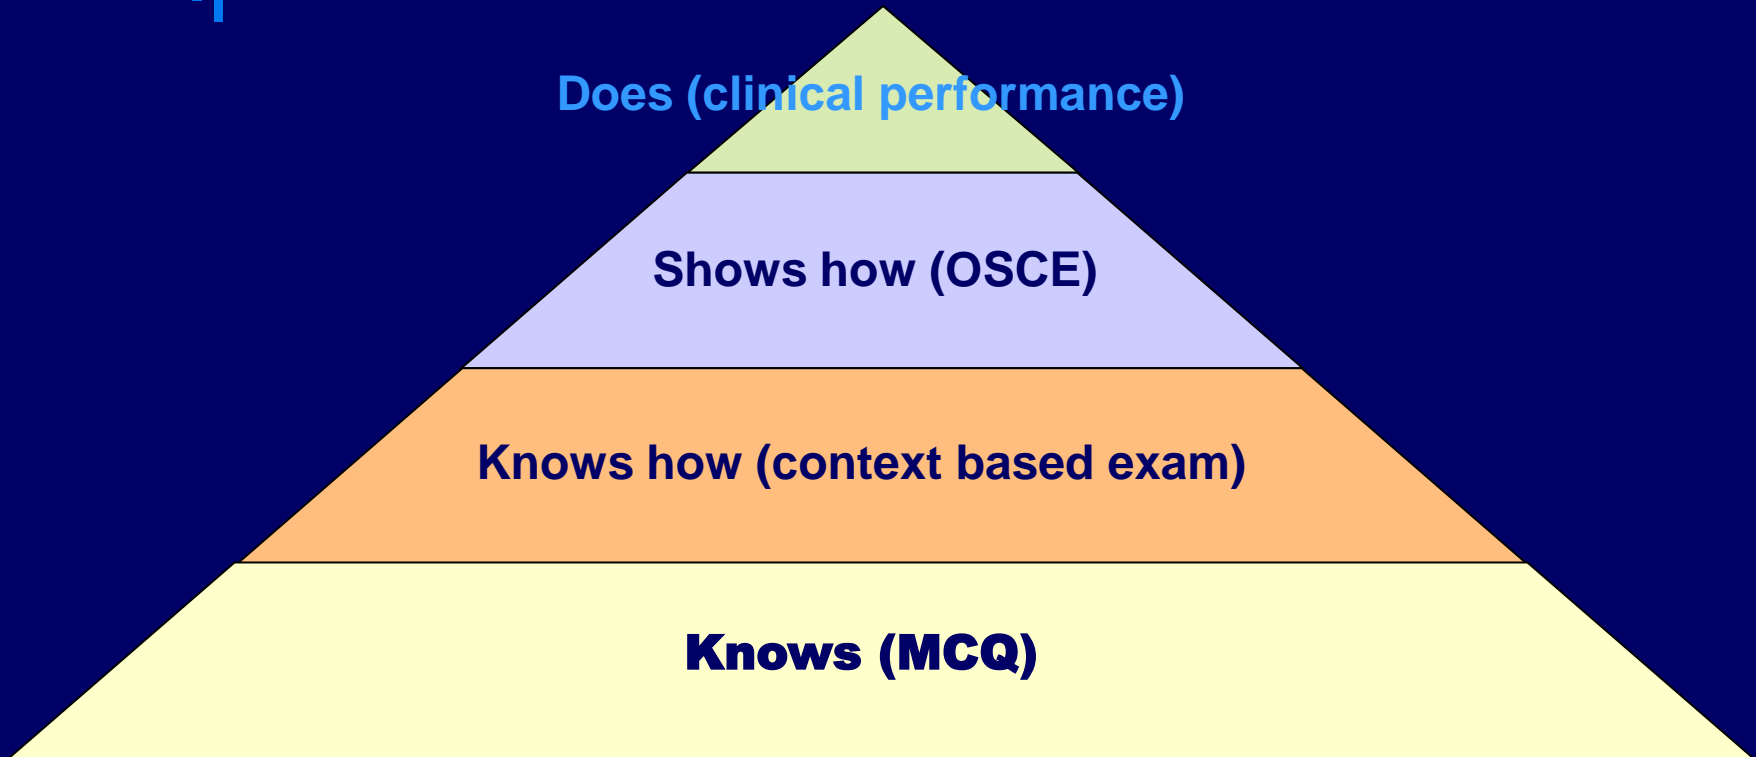 Does (clinical performance)
Shows how (OSCE)
Knows how (context based exam)
Knows (MCQ)